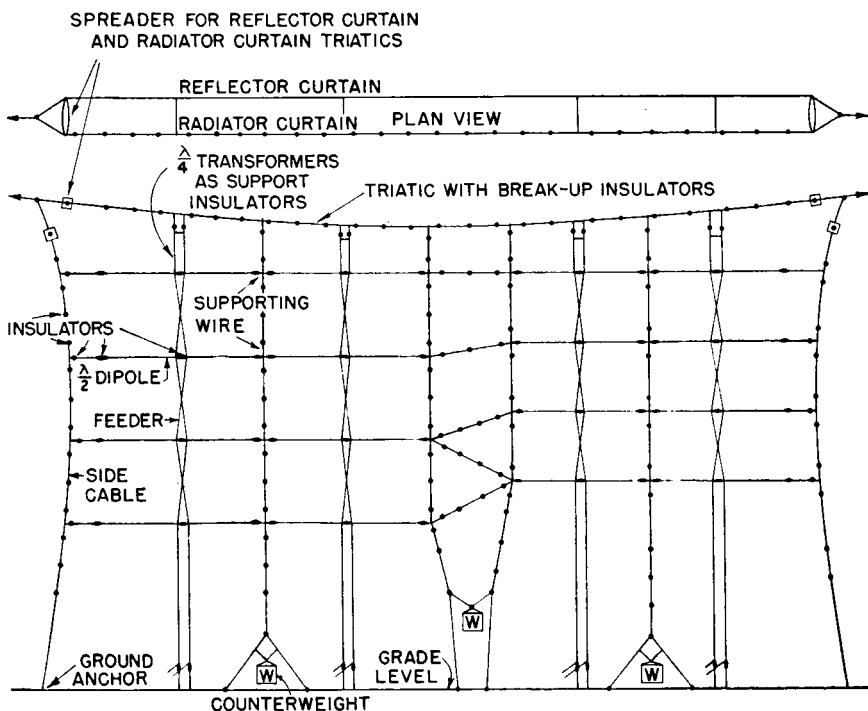 SPREADER FOR REFLECTOR CURTAIN
AND RADIATOR CURTAIN TRIATICS
REFLECTOR CURTAIN
RADIATOR CURTAIN
PLAN VIEW
λ/4 TRANSFORMERS
AS SUPPORT
INSULATORS
TRIATIC WITH BREAK-UP INSULATORS
SUPPORTING
WIRE
INSULATORS
λ/2 DIPOLE
FEEDER
SIDE
CABLE
W
GROUND
ANCHOR
W
COUNTERWEIGHT
GRADE
LEVEL
W